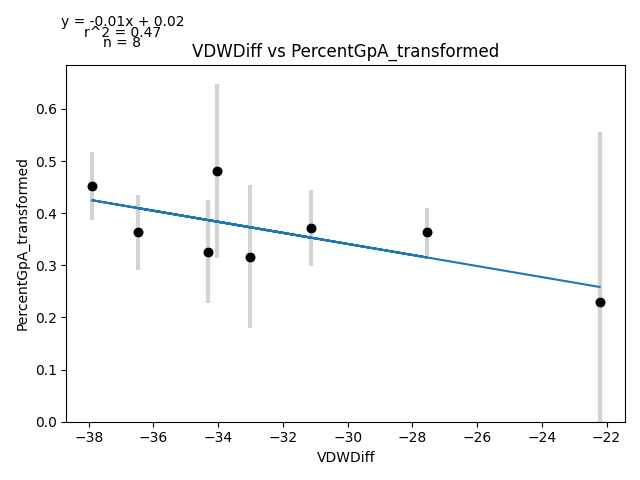 y = -0.01x + 0.02
r^2 = 0.47
n = 8
VDWDiff vs PercentGpA_transformed
PercentGpA_transformed
0.6
0.5
0.4
0.3
0.2
0.1
0.0
−38 −36 −34 −32 −30 −28 −26 −24 −22
VDWDiff